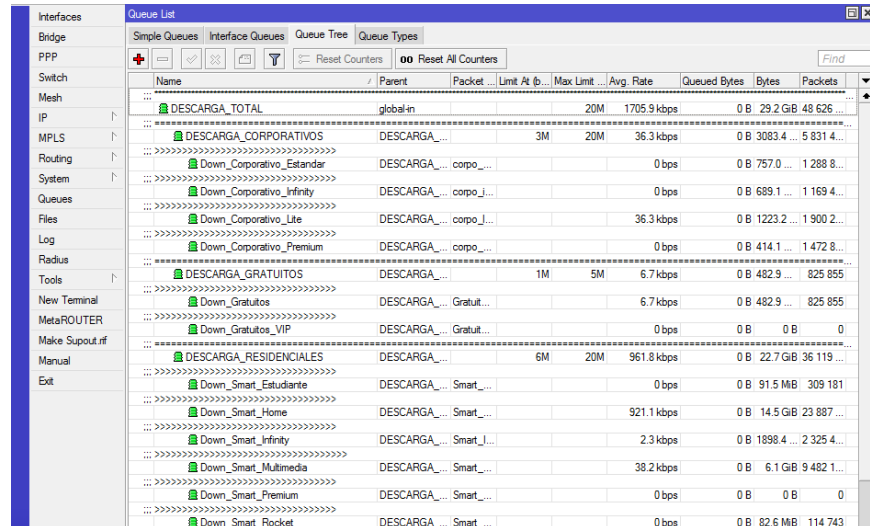 Interfaces
Bridge
PPP
Switch
Mesh
IP
MPLS
Routing
System
Queues
Files
Log
Radius
Tools
New Terminal
MetaROUTER
Make Supout.rif
Manual
Exit
Queue List
Simple Queues Interface Queues Queue Tree Queue Types
Reset Counters 00 Reset All Counters Find
Name / Parent Packet ... Limit At (b... Max Limit ... Avg. Rate Queued Bytes Bytes Packets
DESCARGA_TOTAL global-in 20M 1705.9 kbps 0 B 29.2 GiB 48 626 ...
DESCARGA_CORPORATIVOS DESCARGA_... 3M 20M 36.3 kbps 0 B 3083.4 ... 5 831 4...
;;; >>>>>>>>>>>>>>>>>>>>>>>>>>>>>>>>>
Down_Corporativo_Estandar DESCARGA_... corpo_... 0 bps 0 B 757.0 ... 1 288 8...
;;; >>>>>>>>>>>>>>>>>>>>>>>>>>>>>>>>>
Down_Corporativo_Infinity DESCARGA_... corpo_i... 0 bps 0 B 689.1 ... 1 169 4...
;;; >>>>>>>>>>>>>>>>>>>>>>>>>>>>>>>>>
Down_Corporativo_Lite DESCARGA_... corpo_l... 36.3 kbps 0 B 1223.2 ... 1 900 2...
;;; >>>>>>>>>>>>>>>>>>>>>>>>>>>>>>>>>
Down_Corporativo_Premium DESCARGA_... corpo_... 0 bps 0 B 414.1 ... 1 472 8...
DESCARGA_GRATUITOS DESCARGA_... 1M 5M 6.7 kbps 0 B 482.9 ... 825 855
;;; >>>>>>>>>>>>>>>>>>>>>>>>>>>>>>>>>
Down_Gratuitos DESCARGA_... Gratuit... 6.7 kbps 0 B 482.9 ... 825 855
;;; >>>>>>>>>>>>>>>>>>>>>>>>>>>>>>>>>
Down_Gratuitos_VIP DESCARGA_... Gratuit... 0 bps 0 B 0 B 0
DESCARGA_RESIDENCIALES DESCARGA_... 6M 20M 961.8 kbps 0 B 22.7 GiB 36 119 ...
;;; >>>>>>>>>>>>>>>>>>>>>>>>>>>>>>>>>
Down_Smart_Estudiante DESCARGA_... Smart_... 0 bps 0 B 91.5 MiB 309 181
;;; >>>>>>>>>>>>>>>>>>>>>>>>>>>>>>>>>
Down_Smart_Home DESCARGA_... Smart_... 921.1 kbps 0 B 14.5 GiB 23 887 ...
;;; >>>>>>>>>>>>>>>>>>>>>>>>>>>>>>>>>
Down_Smart_Infinity DESCARGA_... Smart_I... 2.3 kbps 0 B 1898.4 ... 2 325 4...
;;; >>>>>>>>>>>>>>>>>>>>>>>>>>>>>>>>>>>
Down_Smart_Multimedia DESCARGA_... Smart_... 38.2 kbps 0 B 6.1 GiB 9 482 1...
;;; >>>>>>>>>>>>>>>>>>>>>>>>>>>>>>>>>
Down_Smart_Premium DESCARGA_... Smart_... 0 bps 0 B 0 B 0
;;; >>>>>>>>>>>>>>>>>>>>>>>>>>>>>>>>>
Down_Smart_Rocket DESCARGA_... Smart_... 0 bps 0 B 82.6 MiB 114 743